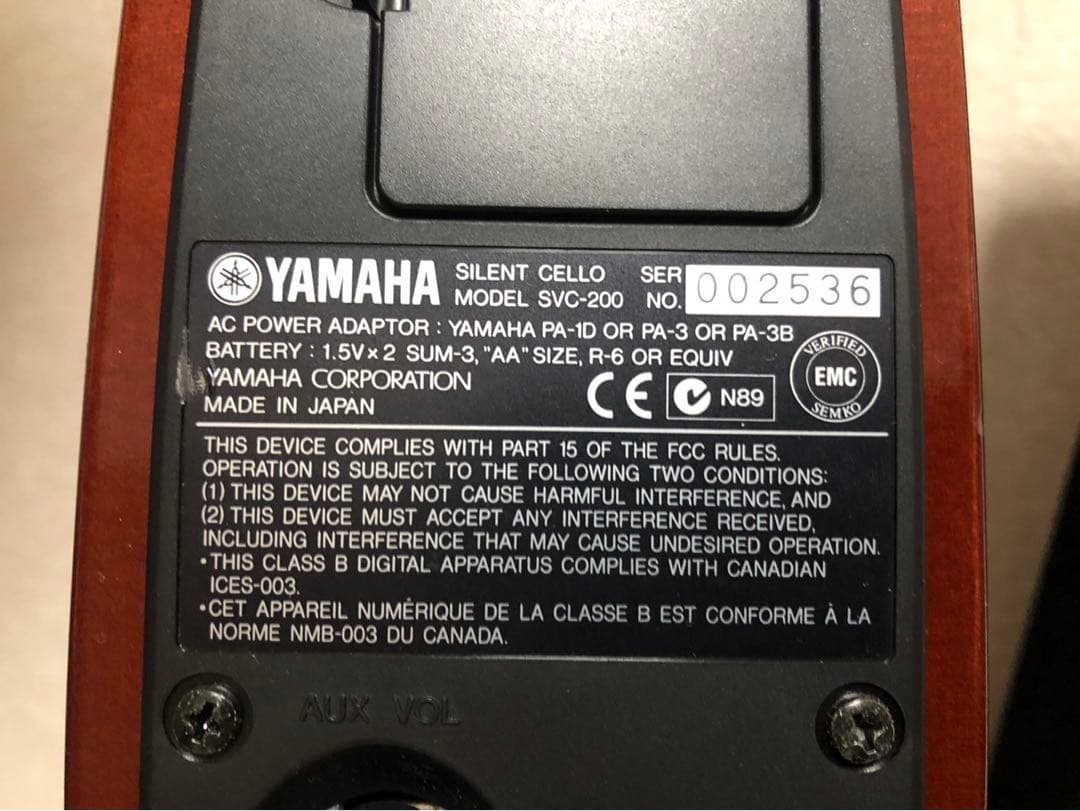 YAMAHA SILENT CELLO SER 002536
MODEL SVC-200 NO.
AC POWER ADAPTOR : YAMAHA PA-1D OR PA-3 OR PA-3B
BATTERY : 1.5V×2 SUM-3, "AA" SIZE, R-6 OR EQUIV
YAMAHA CORPORATION
MADE IN JAPAN
CE N89
VERIFIED
EMC
SEMKO
THIS DEVICE COMPLIES WITH PART 15 OF THE FCC RULES.
OPERATION IS SUBJECT TO THE FOLLOWING TWO CONDITIONS:
(1) THIS DEVICE MAY NOT CAUSE HARMFUL INTERFERENCE, AND
(2) THIS DEVICE MUST ACCEPT ANY INTERFERENCE RECEIVED,
INCLUDING INTERFERENCE THAT MAY CAUSE UNDESIRED OPERATION.
•THIS CLASS B DIGITAL APPARATUS COMPLIES WITH CANADIAN
ICES-003.
•CET APPAREIL NUMÉRIQUE DE LA CLASSE B EST CONFORME À LA
NORME NMB-003 DU CANADA.
AUX VOL